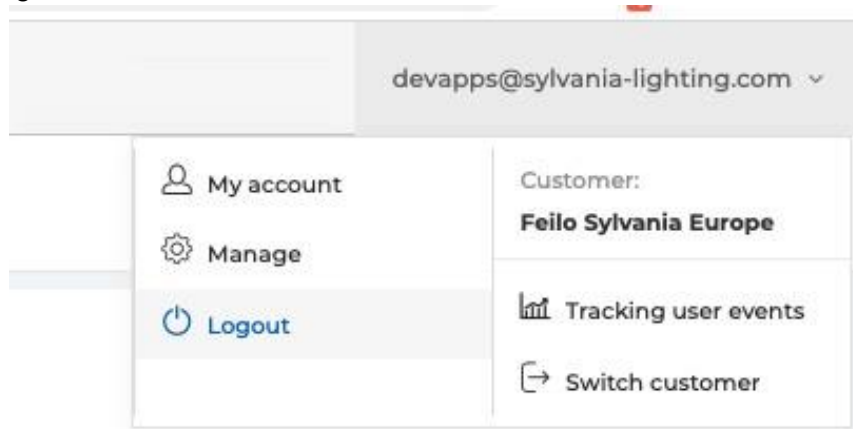 devapps@sylvania-lighting.com
My account
Manage
Logout
Customer:
Feilo Sylvania Europe
Tracking user events
Switch customer